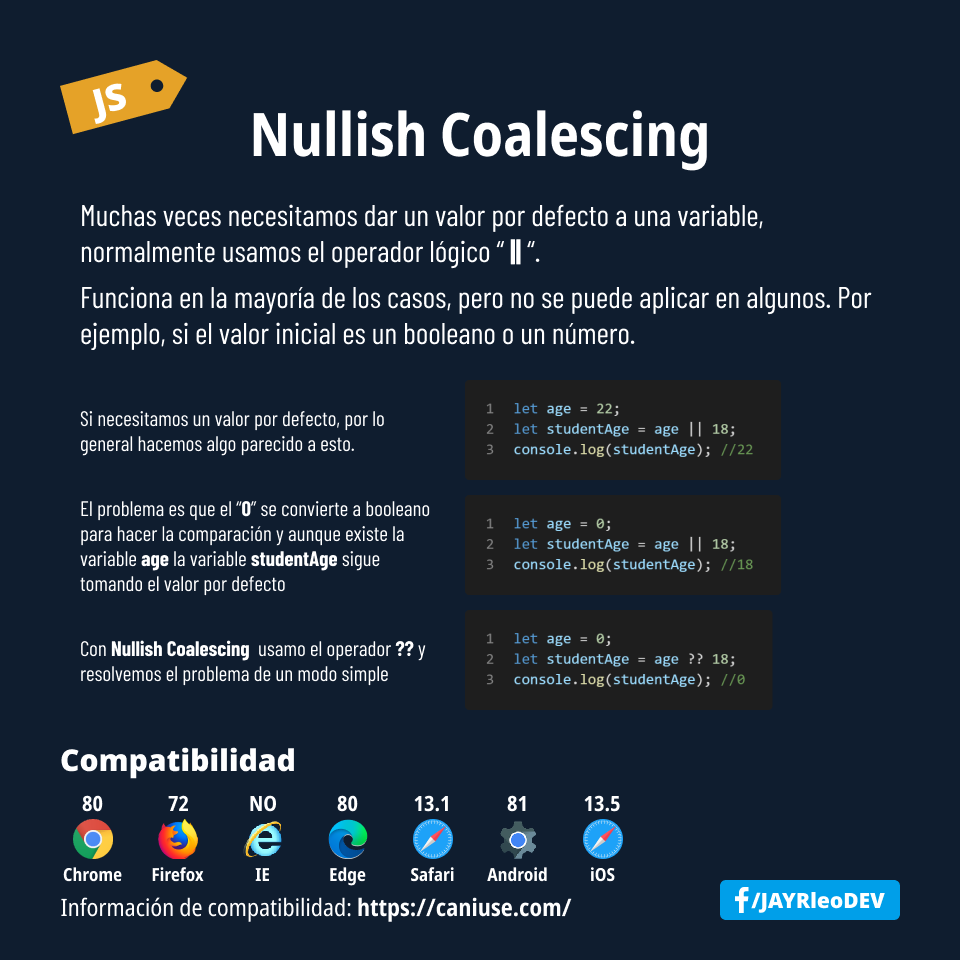 JS
Nullish Coalescing
Muchas veces necesitamos dar un valor por defecto a una variable,
normalmente usamos el operador lógico “ || “.
Funciona en la mayoría de los casos, pero no se puede aplicar en algunos. Por
ejemplo, si el valor inicial es un booleano o un número.
Si necesitamos un valor por defecto, por lo
general hacemos algo parecido a esto.
1 let age = 22;
2 let studentAge = age || 18;
3 console.log(studentAge); //22
El problema es que el “0” se convierte a booleano
para hacer la comparación y aunque existe la
variable age la variable studentAge sigue
tomando el valor por defecto
1 let age = 0;
2 let studentAge = age || 18;
3 console.log(studentAge); //18
Con Nullish Coalescing usamo el operador ?? y
resolvemos el problema de un modo simple
1 let age = 0;
2 let studentAge = age ?? 18;
3 console.log(studentAge); //0
Compatibilidad
80 72 NO 80 13.1 81 13.5
Chrome Firefox IE Edge Safari Android iOS
Información de compatibilidad: https://caniuse.com/
f/JAYRleoDEV